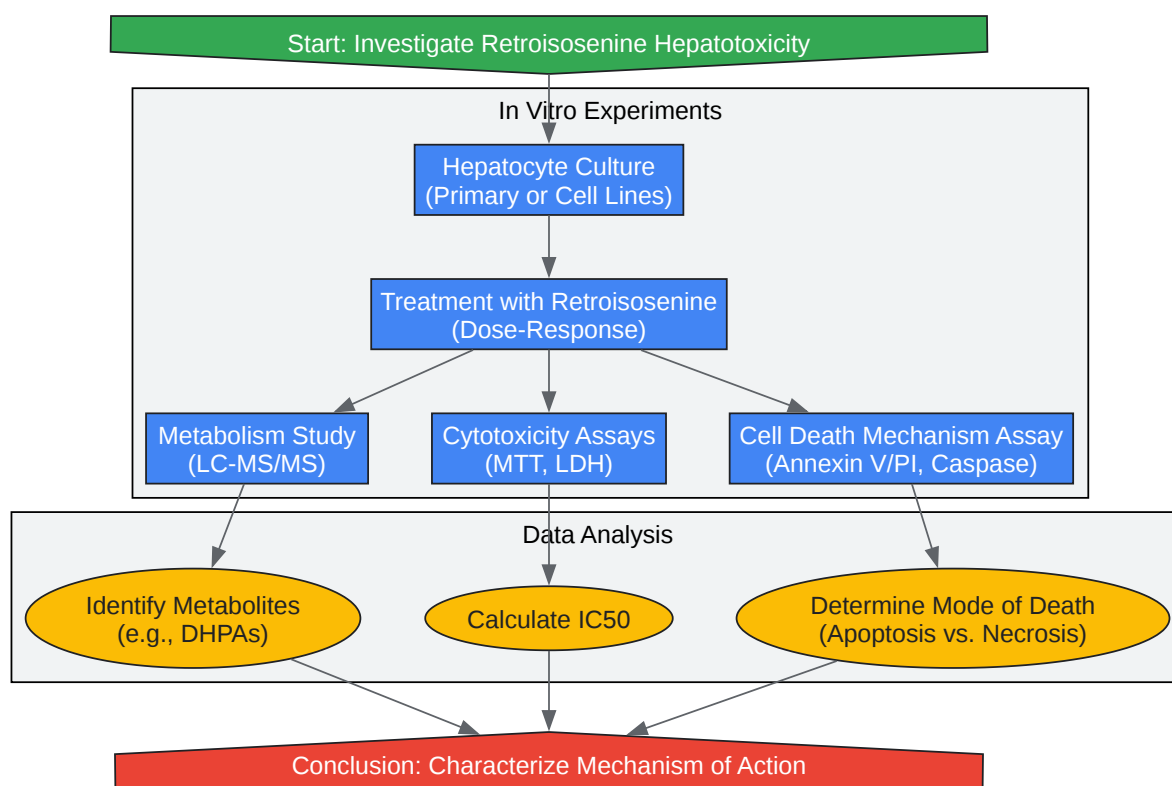 Start: Investigate Retroisosenine Hepatotoxicity
In Vitro Experiments
Hepatocyte Culture
(Primary or Cell Lines)
Treatment with Retroisosenine
(Dose-Response)
Metabolism Study
(LC-MS/MS)
Cytotoxicity Assays
(MTT, LDH)
Cell Death Mechanism Assay
(Annexin V/PI, Caspase)
Data Analysis
Identify Metabolites
(e.g., DHPAs)
Calculate IC50
Determine Mode of Death
(Apoptosis vs. Necrosis)
Conclusion: Characterize Mechanism of Action